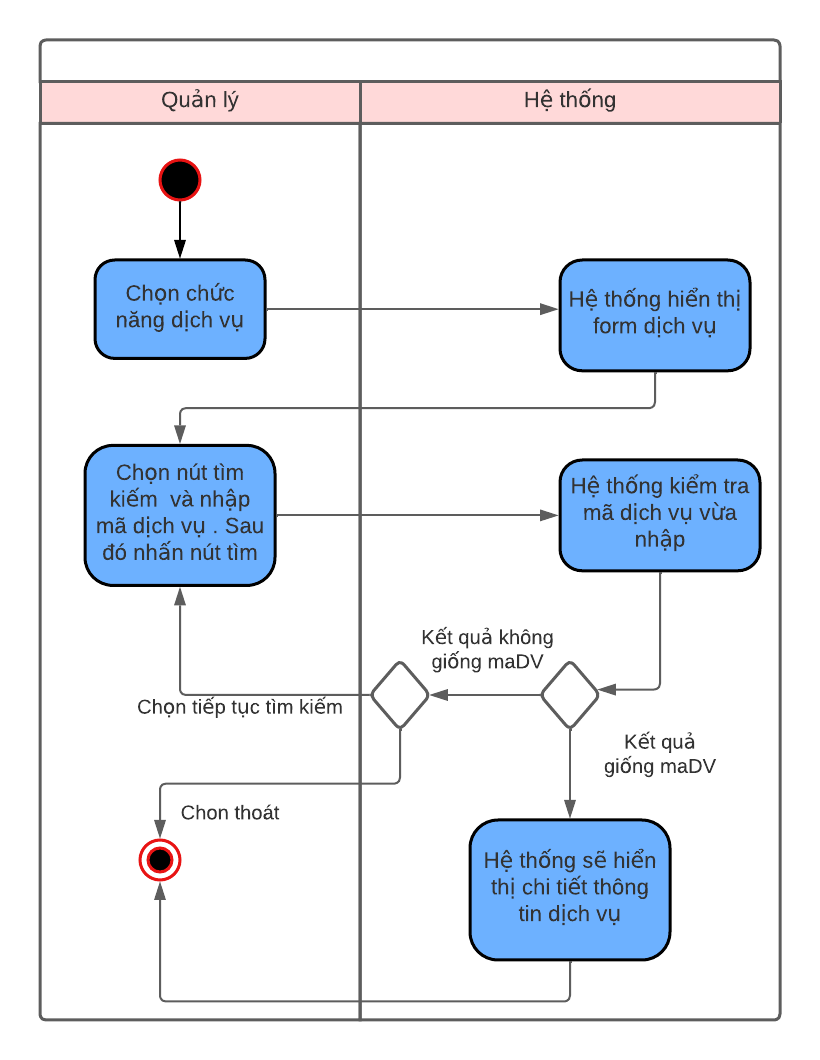 Quản lý
Hệ thống
Chọn chức
năng dịch vụ
Hệ thống hiển thị
form dịch vụ
Chọn nút tìm
kiếm và nhập
mã dịch vụ . Sau
đó nhấn nút tìm
Hệ thống kiểm tra
mã dịch vụ vừa
nhập
Kết quả không
giống maDV
Chọn tiếp tục tìm kiếm
Kết quả
giống maDV
Chon thoát
Hệ thống sẽ hiển
thị chi tiết thông
tin dịch vụ